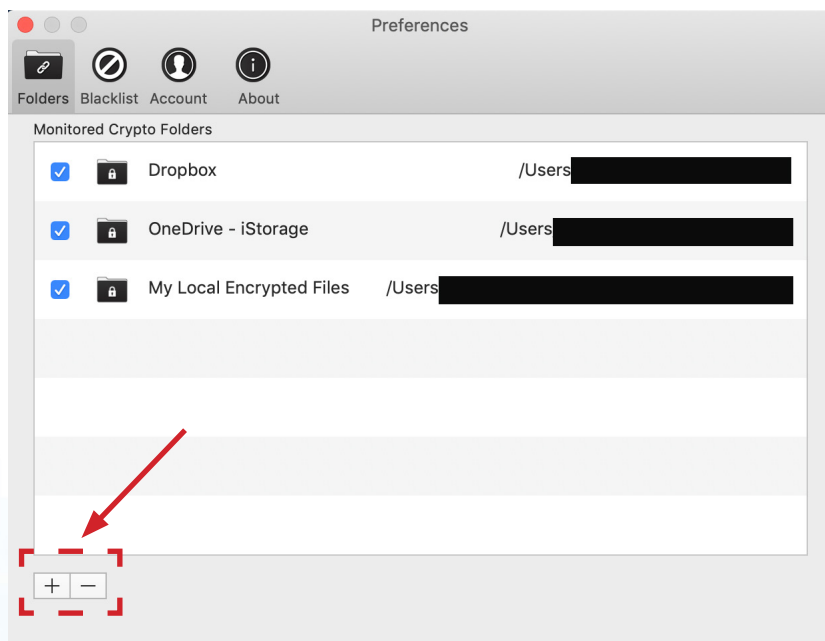 Preferences
Folders Blacklist Account About
Monitored Crypto Folders
Dropbox /Users
OneDrive - iStorage /Users
My Local Encrypted Files /Users